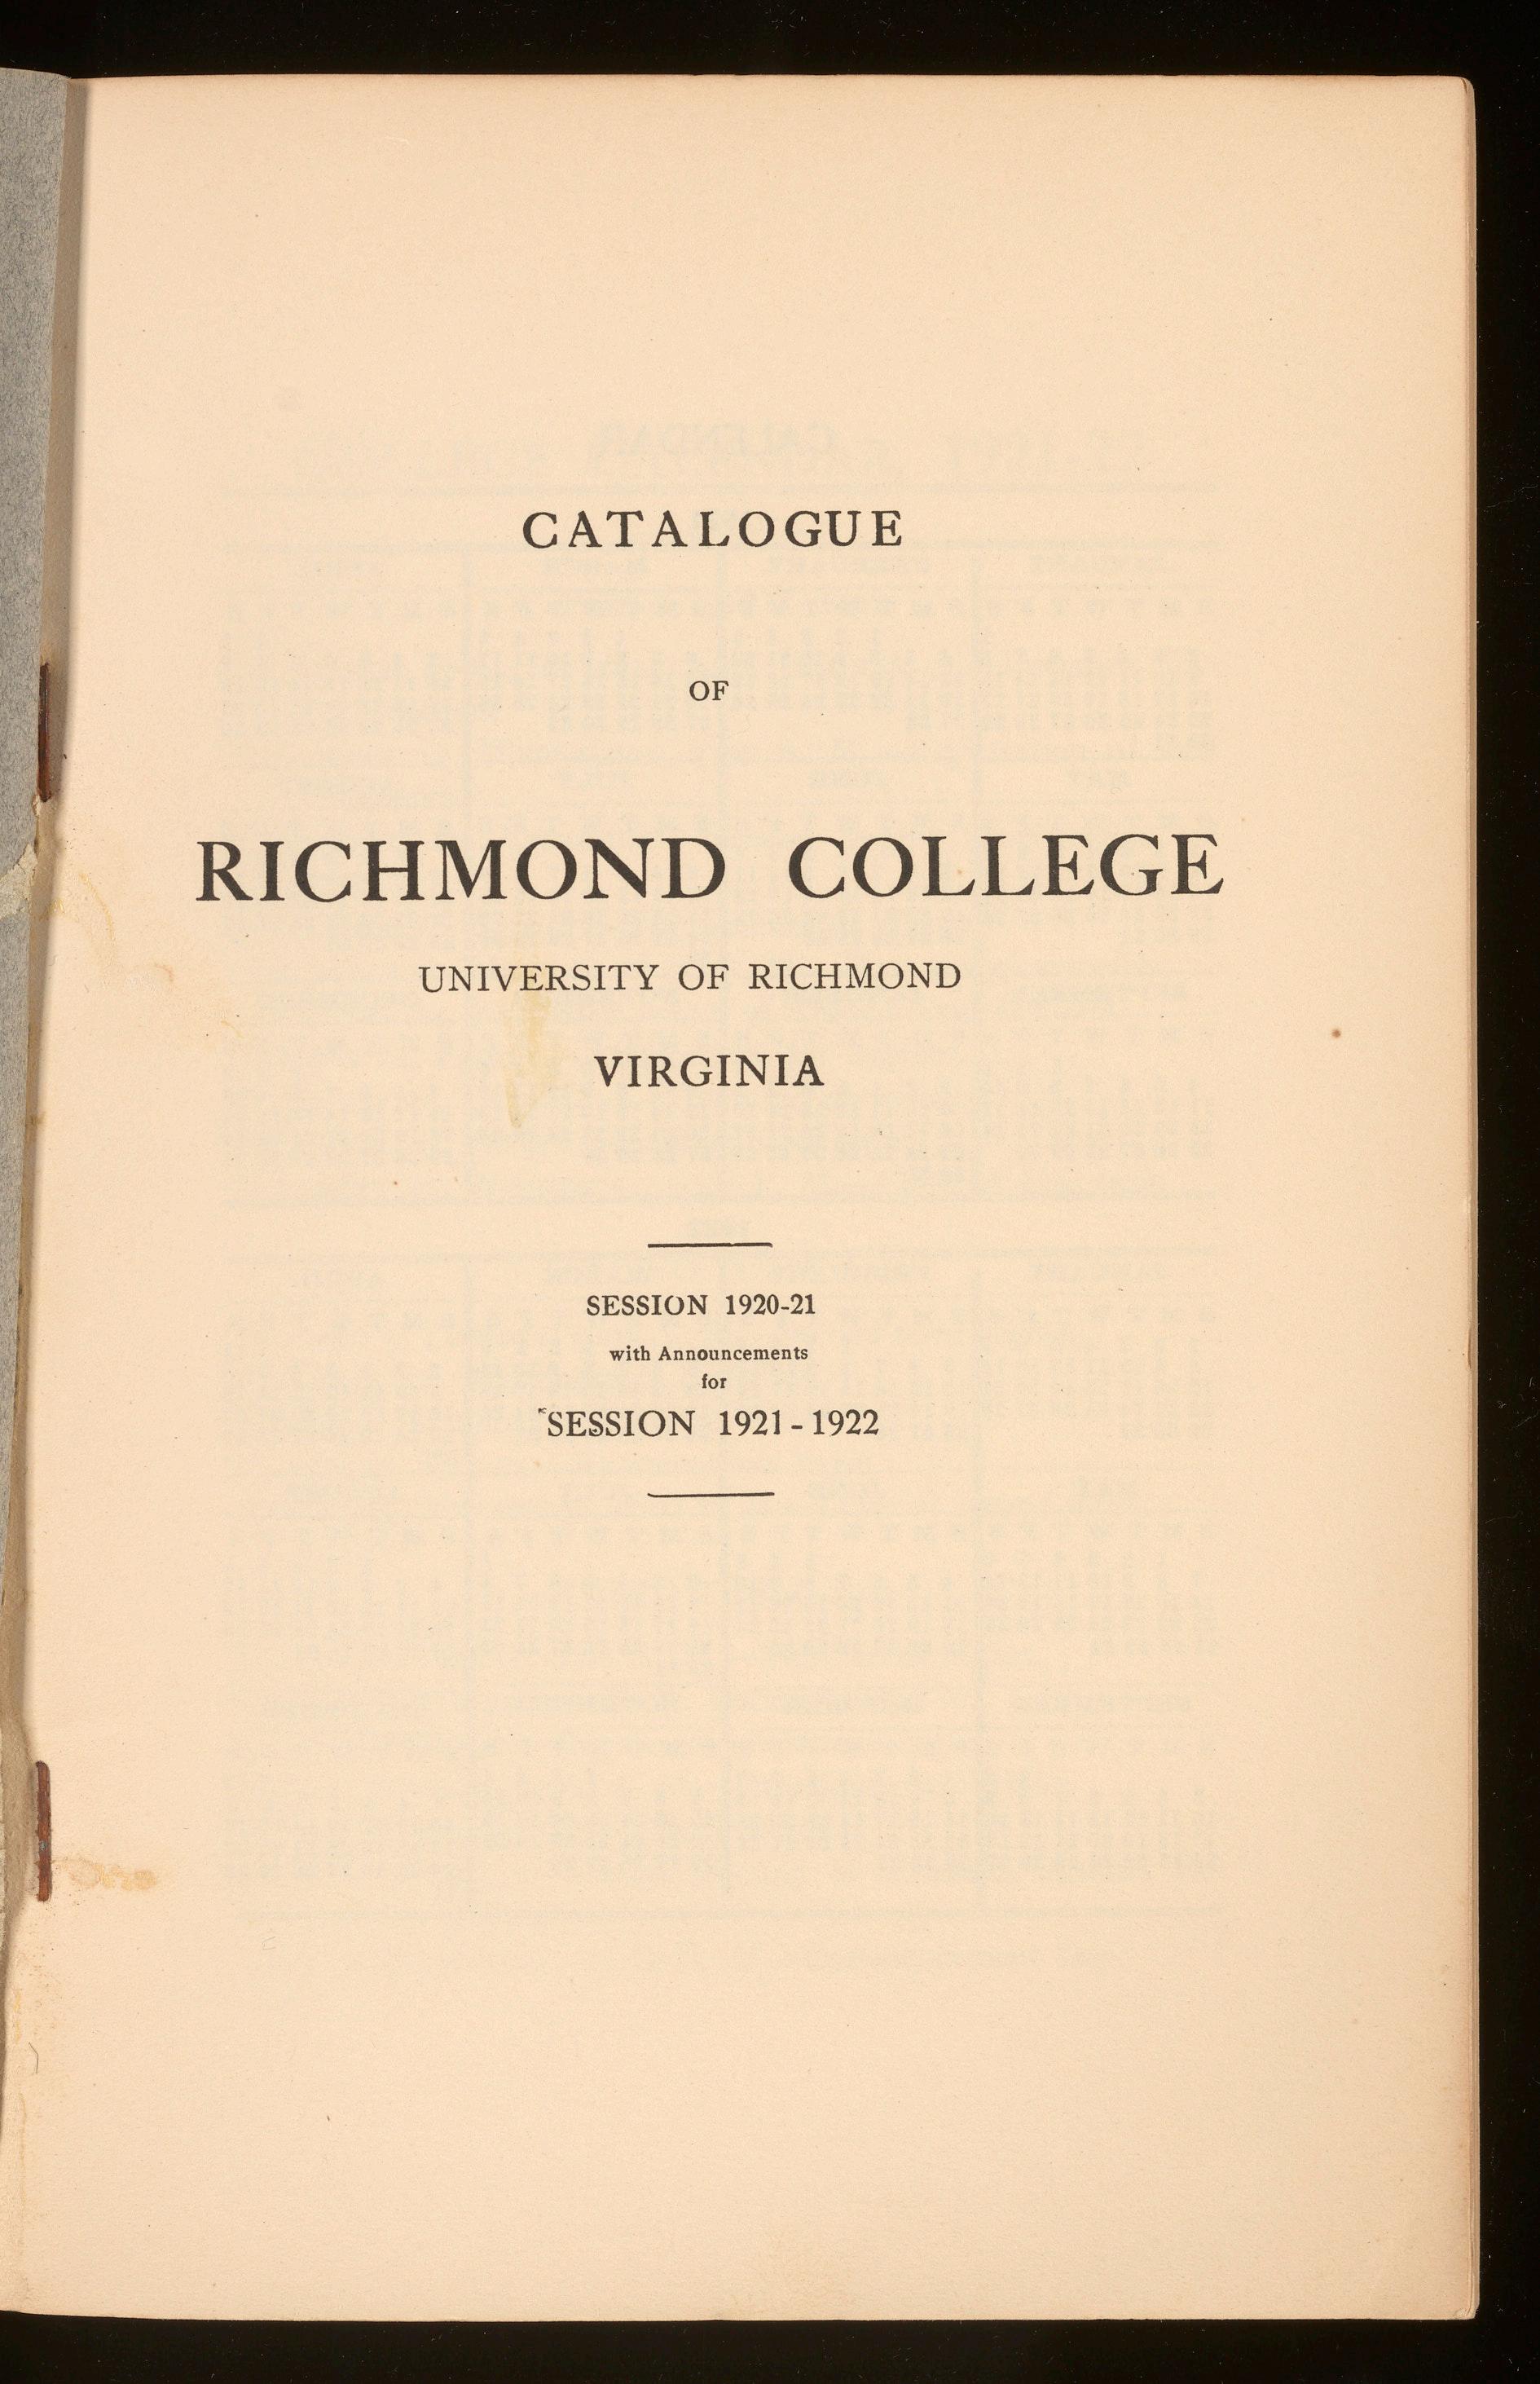 CATALOGUE
OF
RICHMOND COLLEGE
UNIVERSITY OF RICHMOND
VIRGINIA
SESSION 1920-21
with Announcements
for
SESSION 1921-1922